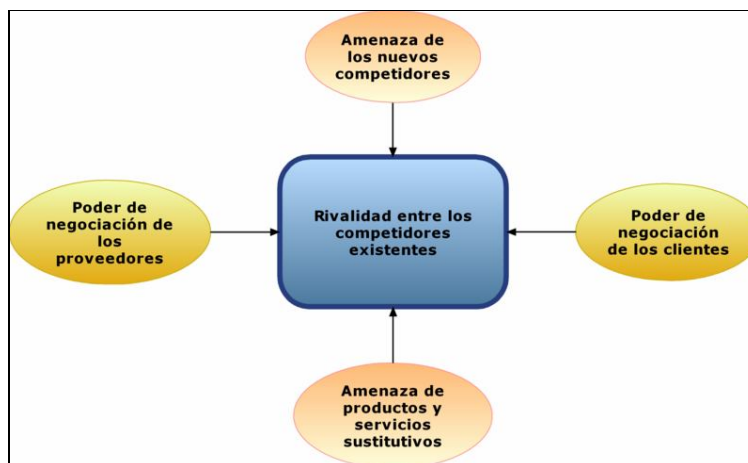 Amenaza de
los nuevos
competidores
Poder de
negociación de
los
proveedores
Rivalidad entre los
competidores
existentes
Poder de
negociación
de los clientes
Amenaza de
productos y
servicios
sustitutivos